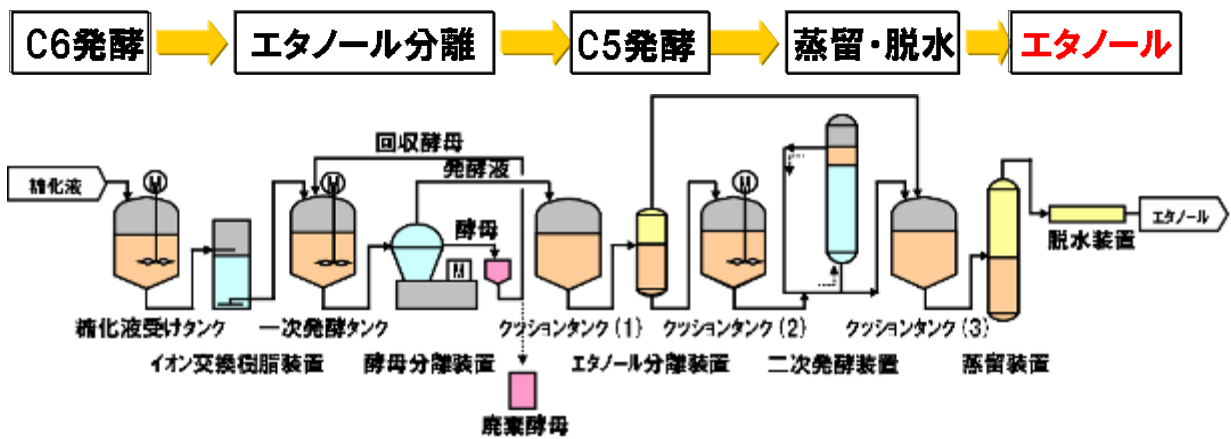 C6発酵
エタノール分離
C5発酵
蒸留・脱水
エタノール
回収酵母
発酵液
糖化液
M
M
M
酵母
M
エタノール
脱水装置
糖化液受けタンク
一次発酵タンク
クッションタンク(1)
クッションタンク(2)
クッションタンク(3)
イオン交換樹脂装置
酵母分離装置
エタノール分離装置
二次発酵装置
蒸留装置
廃棄酵母